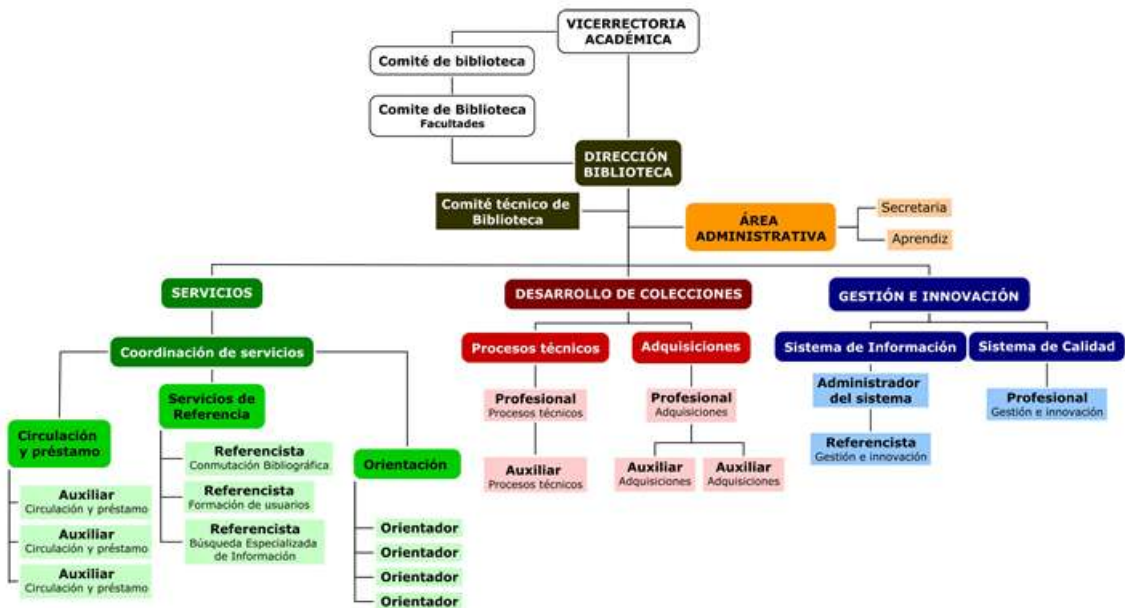 VICERRECTORIA
ACADÉMICA
Comité de biblioteca
Comite de Biblioteca
Facultades
DIRECCIÓN
BIBLIOTECA
Comité técnico de
Biblioteca
ÁREA
ADMINISTRATIVA
Secretaria
Aprendiz
SERVICIOS
DESARROLLO DE COLECCIONES
GESTIÓN E INNOVACIÓN
Coordinación de servicios
Procesos técnicos
Adquisiciones
Sistema de Información
Sistema de Calidad
Circulación
y préstamo
Auxiliar
Circulación y préstamo
Auxiliar
Circulación y préstamo
Auxiliar
Circulación y préstamo
Servicios de
Referencia
Referencista
Conmutación Bibliográfica
Referencista
Formación de usuarios
Referencista
Búsqueda Especializada
de Información
Orientación
Orientador
Orientador
Orientador
Orientador
Profesional
Procesos técnicos
Auxiliar
Procesos técnicos
Profesional
Adquisiciones
Auxiliar
Adquisiciones
Auxiliar
Adquisiciones
Administrador
del sistema
Referencista
Gestión e innovación
Profesional
Gestión e innovación